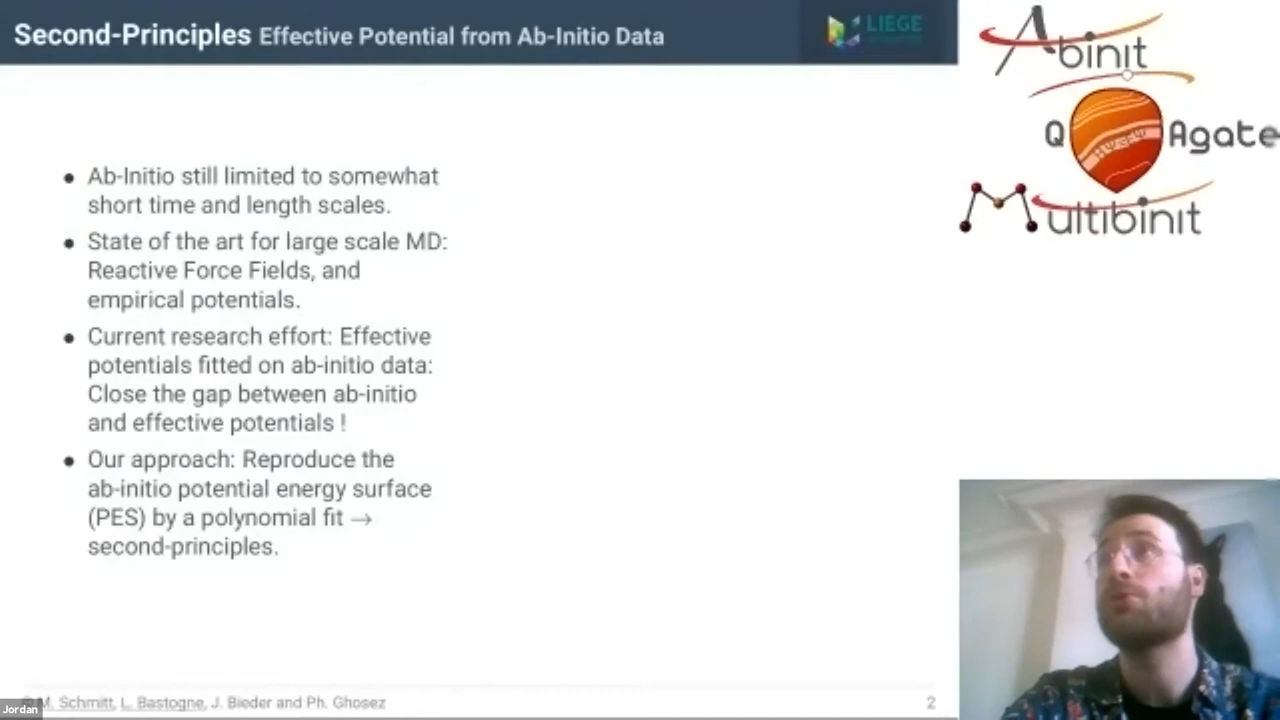 Second-Principles Effective Potential from Ab-Initio Data
LIEGE
Abinit
Q Agate
Multibinit
● Ab-Initio still limited to somewhat
short time and length scales.
● State of the art for large scale MD:
Reactive Force Fields, and
empirical potentials.
● Current research effort: Effective
potentials fitted on ab-initio data:
Close the gap between ab-initio
and effective potentials !
● Our approach: Reproduce the
ab-initio potential energy surface
(PES) by a polynomial fit →
second-principles.
M. Schmitt, L. Bastogne, J. Bieder and Ph. Ghosez
2
Jordan